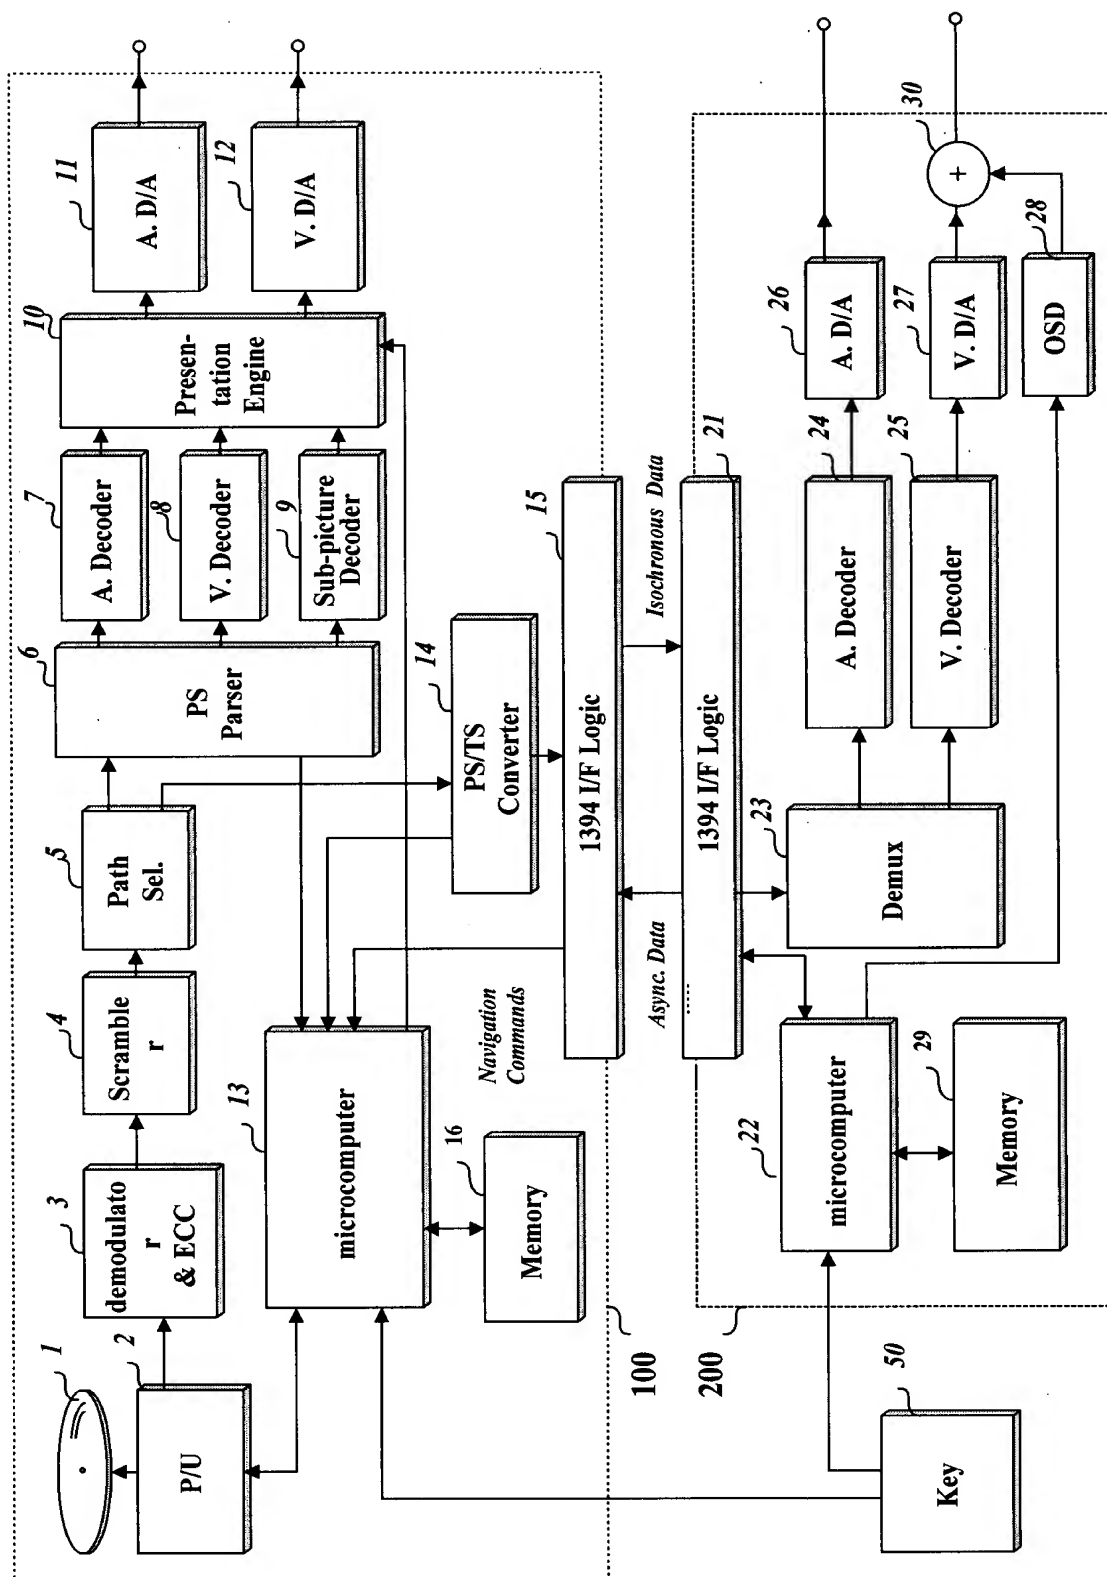 1
P/U
2
demodulato
r
& ECC
3
Scramble
r
4
Path
Sel.
5
PS
Parser
6
A. Decoder
7
V. Decoder
8
Sub-picture
Decoder
9
Presen-
tation
Engine
10
A. D/A
11
V. D/A
12
microcomputer
13
Memory
16
Navigation
Commands
PS/TS
Converter
14
1394 I/F Logic
15
Async. Data
Isochronous Data
100
200
1394 I/F Logic
21
microcomputer
22
Memory
29
Demux
23
A. Decoder
24
V. Decoder
25
A. D/A
26
V. D/A
27
OSD
28
+
30
Key
50